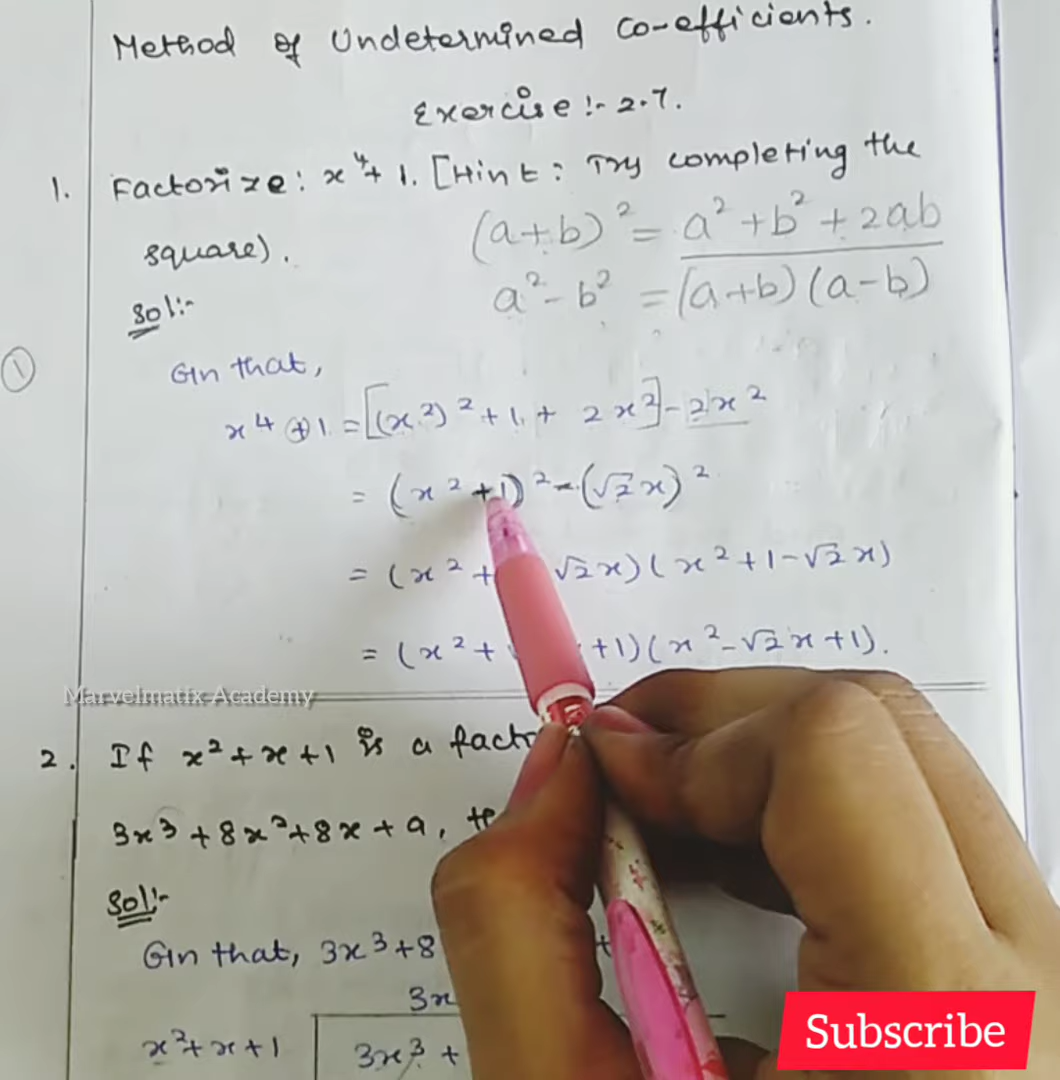 Method of Undetermined Co-efficients.
Exercise:- 2.7.
1. Factorize: x⁴+1. [Hint: Try completing the
square).
(a+b)² = a²+b²+2ab
a²-b² = (a+b)(a-b)
Sol:-
①
Gn that,
x⁴+1 = [(x²)²+1+ 2x²]-2x²
= (x²+1)²-(√2x)²
= (x²+ √2x)(x²+1-√2x)
= (x²+ +1)(x²-√2x+1).
Marvelmatix Academy
2. If x²+x+1 is a facto
3x³+8x²+8x+a, 
Sol:-
Gn that, 3x³+8
3x
x²+x+1 3x³+
Subscribe